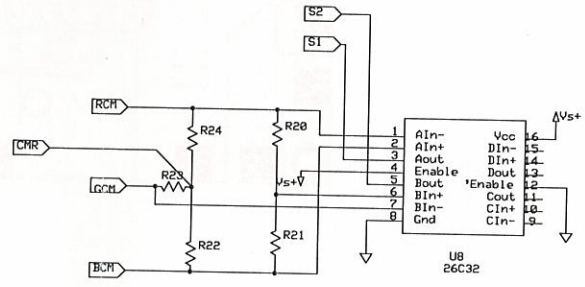 S2
S1
RCM
CMR
GCM
BCM
R24
R20
R23
R22
R21
Vs+
Vs+
1 AIn- Vcc 16
2 AIn+ DIn- 15
3 Aout DIn+ 14
4 Enable Dout 13
5 Bout 'Enable 12
6 BIn+ Cout 11
7 BIn- CIn+ 10
8 Gnd CIn- 9
U8
26C32